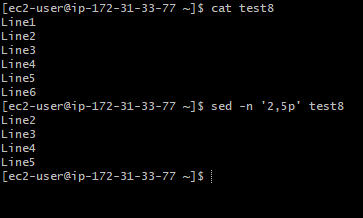 [ec2-user@ip-172-31-33-77 ~]$ cat test8
Line1
Line2
Line3
Line4
Line5
Line6
[ec2-user@ip-172-31-33-77 ~]$ sed -n '2,5p' test8
Line2
Line3
Line4
Line5
[ec2-user@ip-172-31-33-77 ~]$